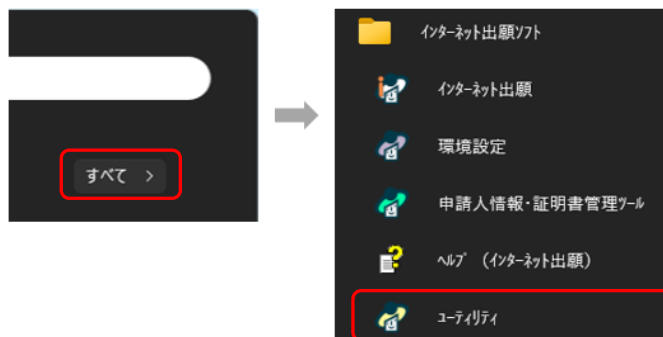 すべて >
ｲﾝﾀｰﾈｯﾄ出願ｿﾌﾄ
ｲﾝﾀｰﾈｯﾄ出願
環境設定
申請人情報・証明書管理ﾂｰﾙ
ﾍﾙﾌﾟ (ｲﾝﾀｰﾈｯﾄ出願)
ﾕｰﾃｨﾘﾃｨ